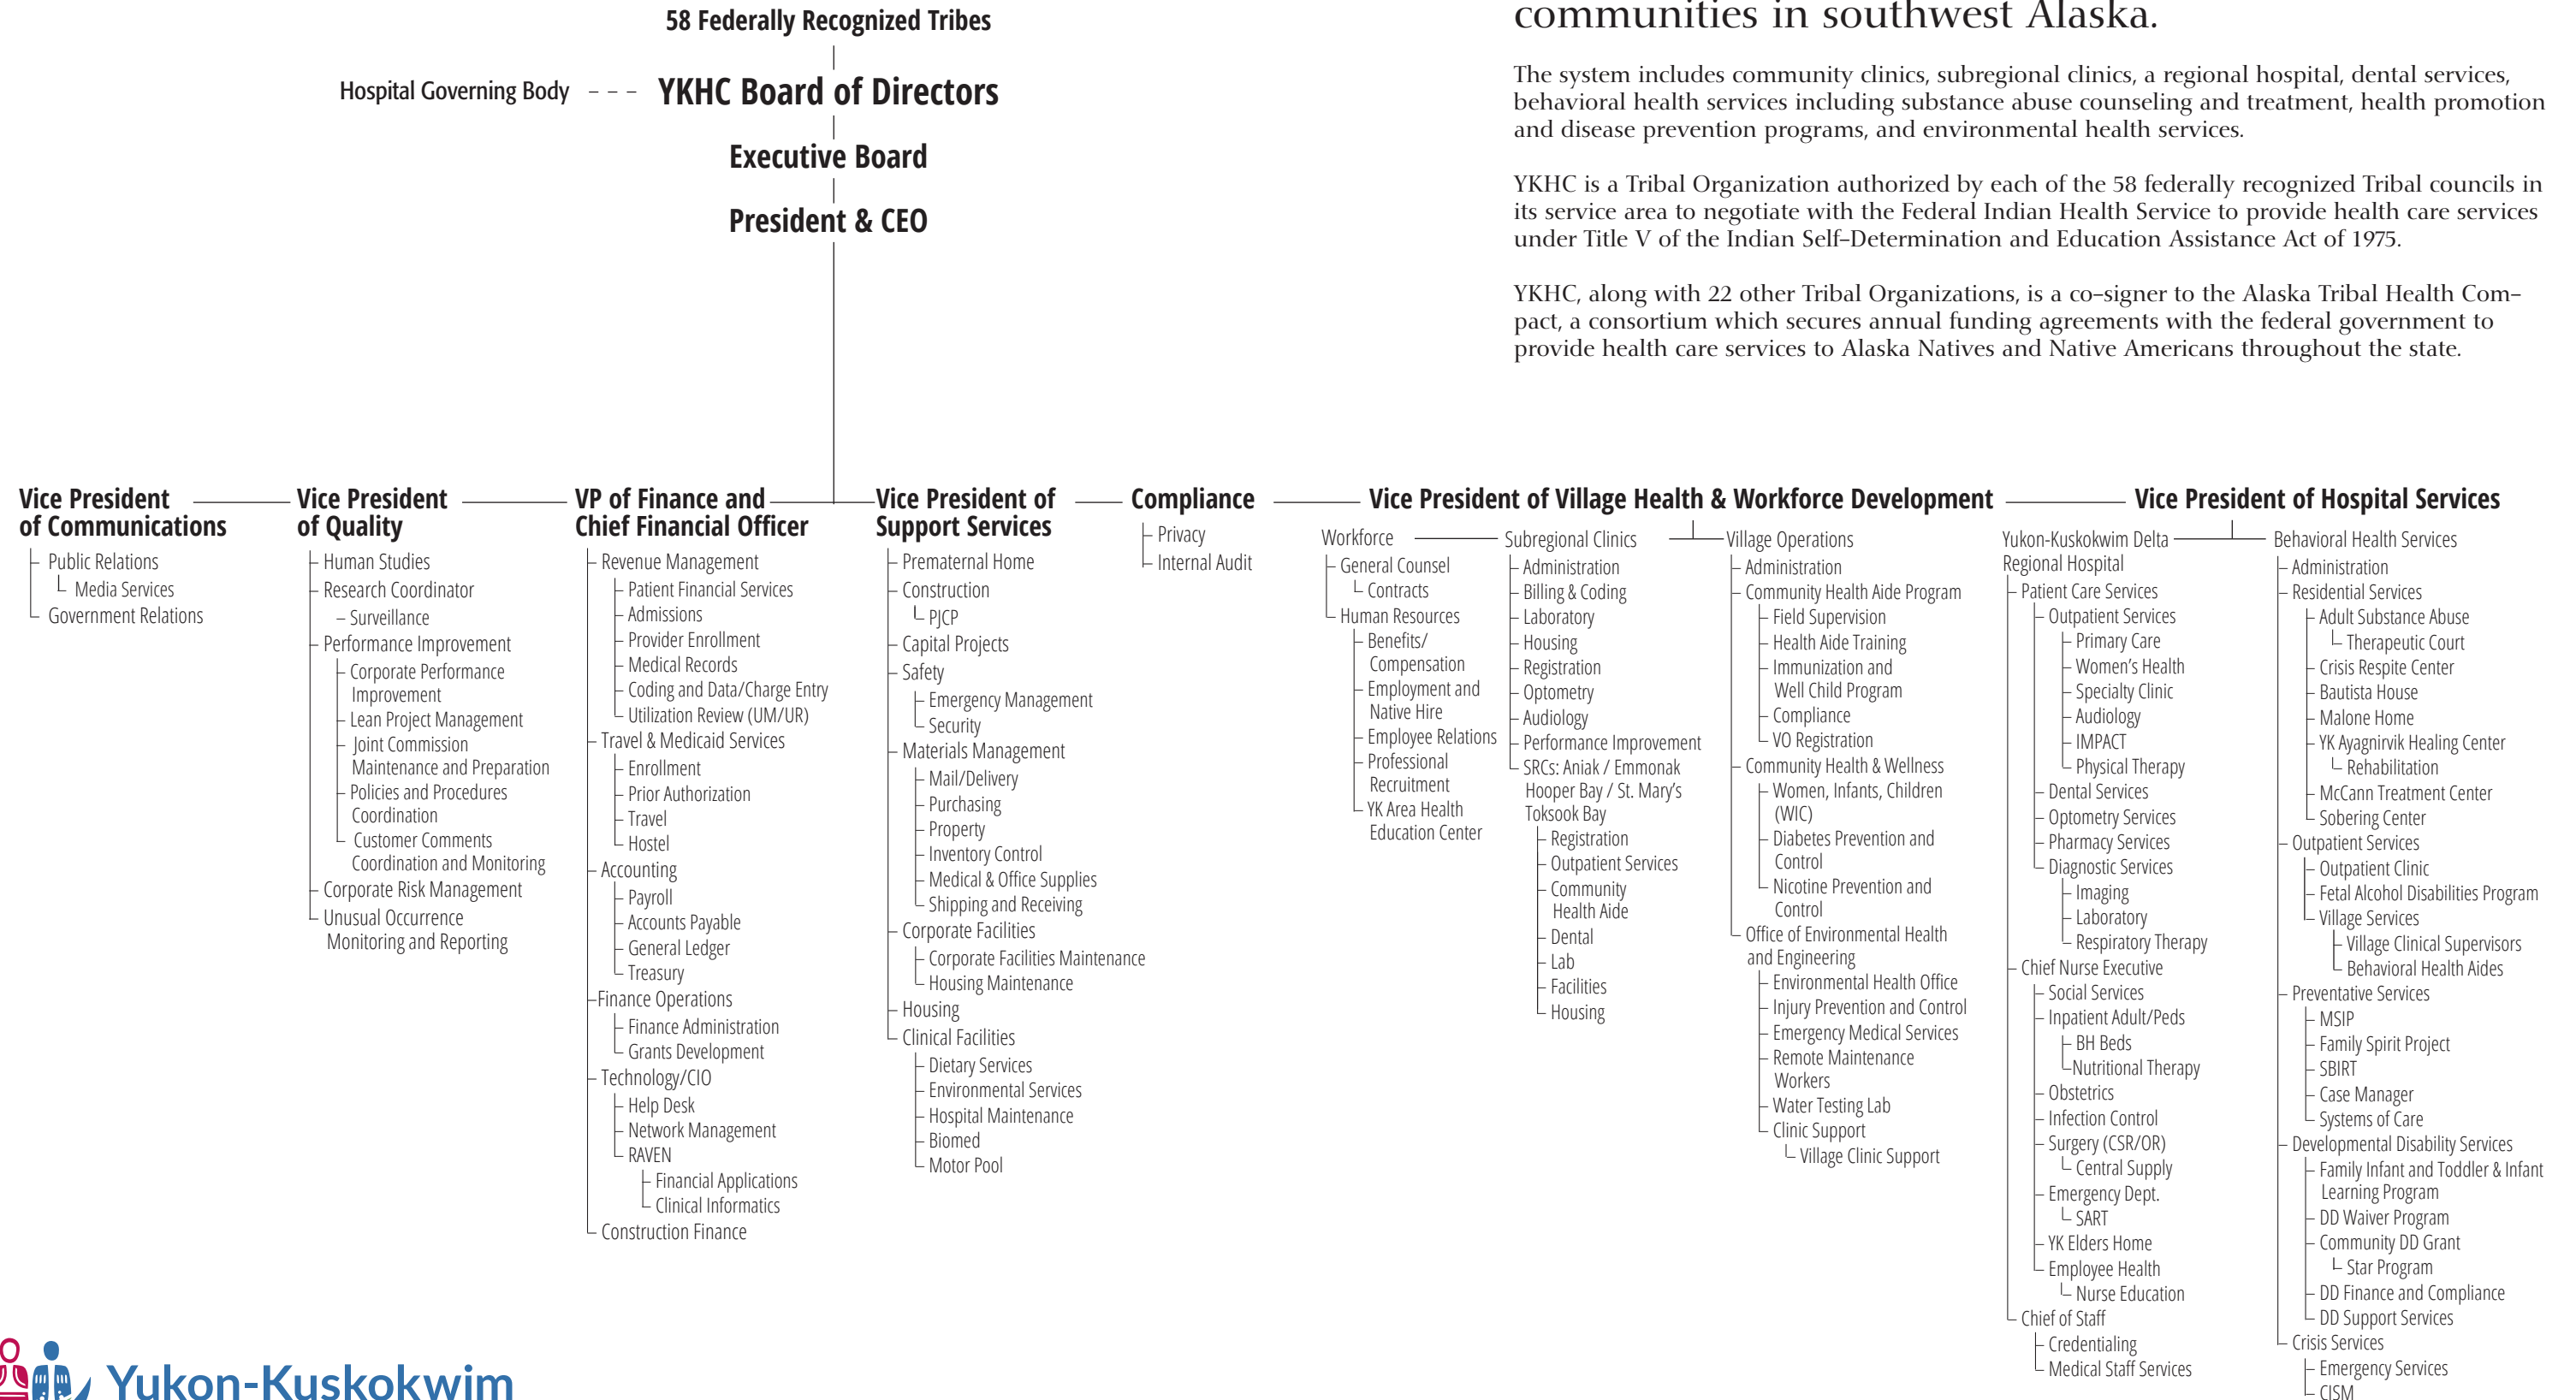 58 Federally Recognized Tribes
Hospital Governing Body
YKHC Board of Directors
Executive Board
President & CEO
communities in southwest Alaska.
The system includes community clinics, subregional clinics, a regional hospital, dental services,
behavioral health services including substance abuse counseling and treatment, health promotion
and disease prevention programs, and environmental health services.
YKHC is a Tribal Organization authorized by each of the 58 federally recognized Tribal councils in
its service area to negotiate with the Federal Indian Health Service to provide health care services
under Title V of the Indian Self-Determination and Education Assistance Act of 1975.
YKHC, along with 22 other Tribal Organizations, is a co-signer to the Alaska Tribal Health Com-
pact, a consortium which secures annual funding agreements with the federal government to
provide health care services to Alaska Natives and Native Americans throughout the state.
Vice President
of Communications
Public Relations
Media Services
Government Relations
Vice President
of Quality
Human Studies
Research Coordinator
– Surveillance
Performance Improvement
Corporate Performance
Improvement
Lean Project Management
Joint Commission
Maintenance and Preparation
Policies and Procedures
Coordination
Customer Comments
Coordination and Monitoring
Corporate Risk Management
Unusual Occurrence
Monitoring and Reporting
VP of Finance and
Chief Financial Officer
Revenue Management
Patient Financial Services
Admissions
Provider Enrollment
Medical Records
Coding and Data/Charge Entry
Utilization Review (UM/UR)
Travel & Medicaid Services
Enrollment
Prior Authorization
Travel
Hostel
Accounting
Payroll
Accounts Payable
General Ledger
Treasury
Finance Operations
Finance Administration
Grants Development
Technology/CIO
Help Desk
Network Management
RAVEN
Financial Applications
Clinical Informatics
Construction Finance
Vice President of
Support Services
Prematernal Home
Construction
PJCP
Capital Projects
Safety
Emergency Management
Security
Materials Management
Mail/Delivery
Purchasing
Property
Inventory Control
Medical & Office Supplies
Shipping and Receiving
Corporate Facilities
Corporate Facilities Maintenance
Housing Maintenance
Housing
Clinical Facilities
Dietary Services
Environmental Services
Hospital Maintenance
Biomed
Motor Pool
Compliance
Privacy
Internal Audit
Vice President of Village Health & Workforce Development
Workforce
General Counsel
Contracts
Human Resources
Benefits/
Compensation
Employment and
Native Hire
Employee Relations
Professional
Recruitment
YK Area Health
Education Center
Subregional Clinics
Administration
Billing & Coding
Laboratory
Housing
Registration
Optometry
Audiology
Performance Improvement
SRCs: Aniak / Emmonak
Hooper Bay / St. Mary's
Toksook Bay
Registration
Outpatient Services
Community
Health Aide
Dental
Lab
Facilities
Housing
Village Operations
Administration
Community Health Aide Program
Field Supervision
Health Aide Training
Immunization and
Well Child Program
Compliance
VO Registration
Community Health & Wellness
Women, Infants, Children
(WIC)
Diabetes Prevention and
Control
Nicotine Prevention and
Control
Office of Environmental Health
and Engineering
Environmental Health Office
Injury Prevention and Control
Emergency Medical Services
Remote Maintenance
Workers
Water Testing Lab
Clinic Support
Village Clinic Support
Vice President of Hospital Services
Yukon-Kuskokwim Delta
Regional Hospital
Patient Care Services
Outpatient Services
Primary Care
Women's Health
Specialty Clinic
Audiology
IMPACT
Physical Therapy
Dental Services
Optometry Services
Pharmacy Services
Diagnostic Services
Imaging
Laboratory
Respiratory Therapy
Chief Nurse Executive
Social Services
Inpatient Adult/Peds
BH Beds
Nutritional Therapy
Obstetrics
Infection Control
Surgery (CSR/OR)
Central Supply
Emergency Dept.
SART
YK Elders Home
Employee Health
Nurse Education
Chief of Staff
Credentialing
Medical Staff Services
Behavioral Health Services
Administration
Residential Services
Adult Substance Abuse
Therapeutic Court
Crisis Respite Center
Bautista House
Malone Home
YK Ayagnirvik Healing Center
Rehabilitation
McCann Treatment Center
Sobering Center
Outpatient Services
Outpatient Clinic
Fetal Alcohol Disabilities Program
Village Services
Village Clinical Supervisors
Behavioral Health Aides
Preventative Services
MSIP
Family Spirit Project
SBIRT
Case Manager
Systems of Care
Developmental Disability Services
Family Infant and Toddler & Infant
Learning Program
DD Waiver Program
Community DD Grant
Star Program
DD Finance and Compliance
DD Support Services
Crisis Services
Emergency Services
CISM
Yukon-Kuskokwim